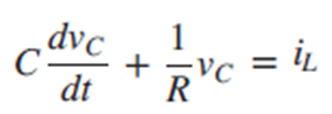 C dv_C/dt + 1/R v_C = i_L